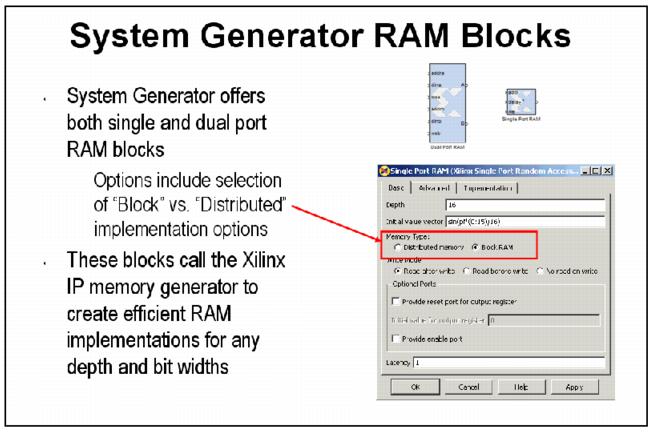 System Generator RAM Blocks
System Generator offers
both single and dual port
RAM blocks
Options include selection
of "Block" vs. "Distributed"
implementation options
These blocks call the Xilinx
IP memory generator to
create efficient RAM
implementations for any
depth and bit widths
Dual Port RAM
Single Port RAM
Single Port RAM (Xilinx Single Port Random Access...
Basic Advanced Implementation
Depth 16
Initial value vector sin(pi*(0:15)/16)
Memory Type:
Distributed memory Block RAM
Write Mode
Read after write Read before write No read on write
Optional Ports
Provide reset port for output register
Initial value for output register 0
Provide enable port
Latency 1
OK Cancel Help Apply